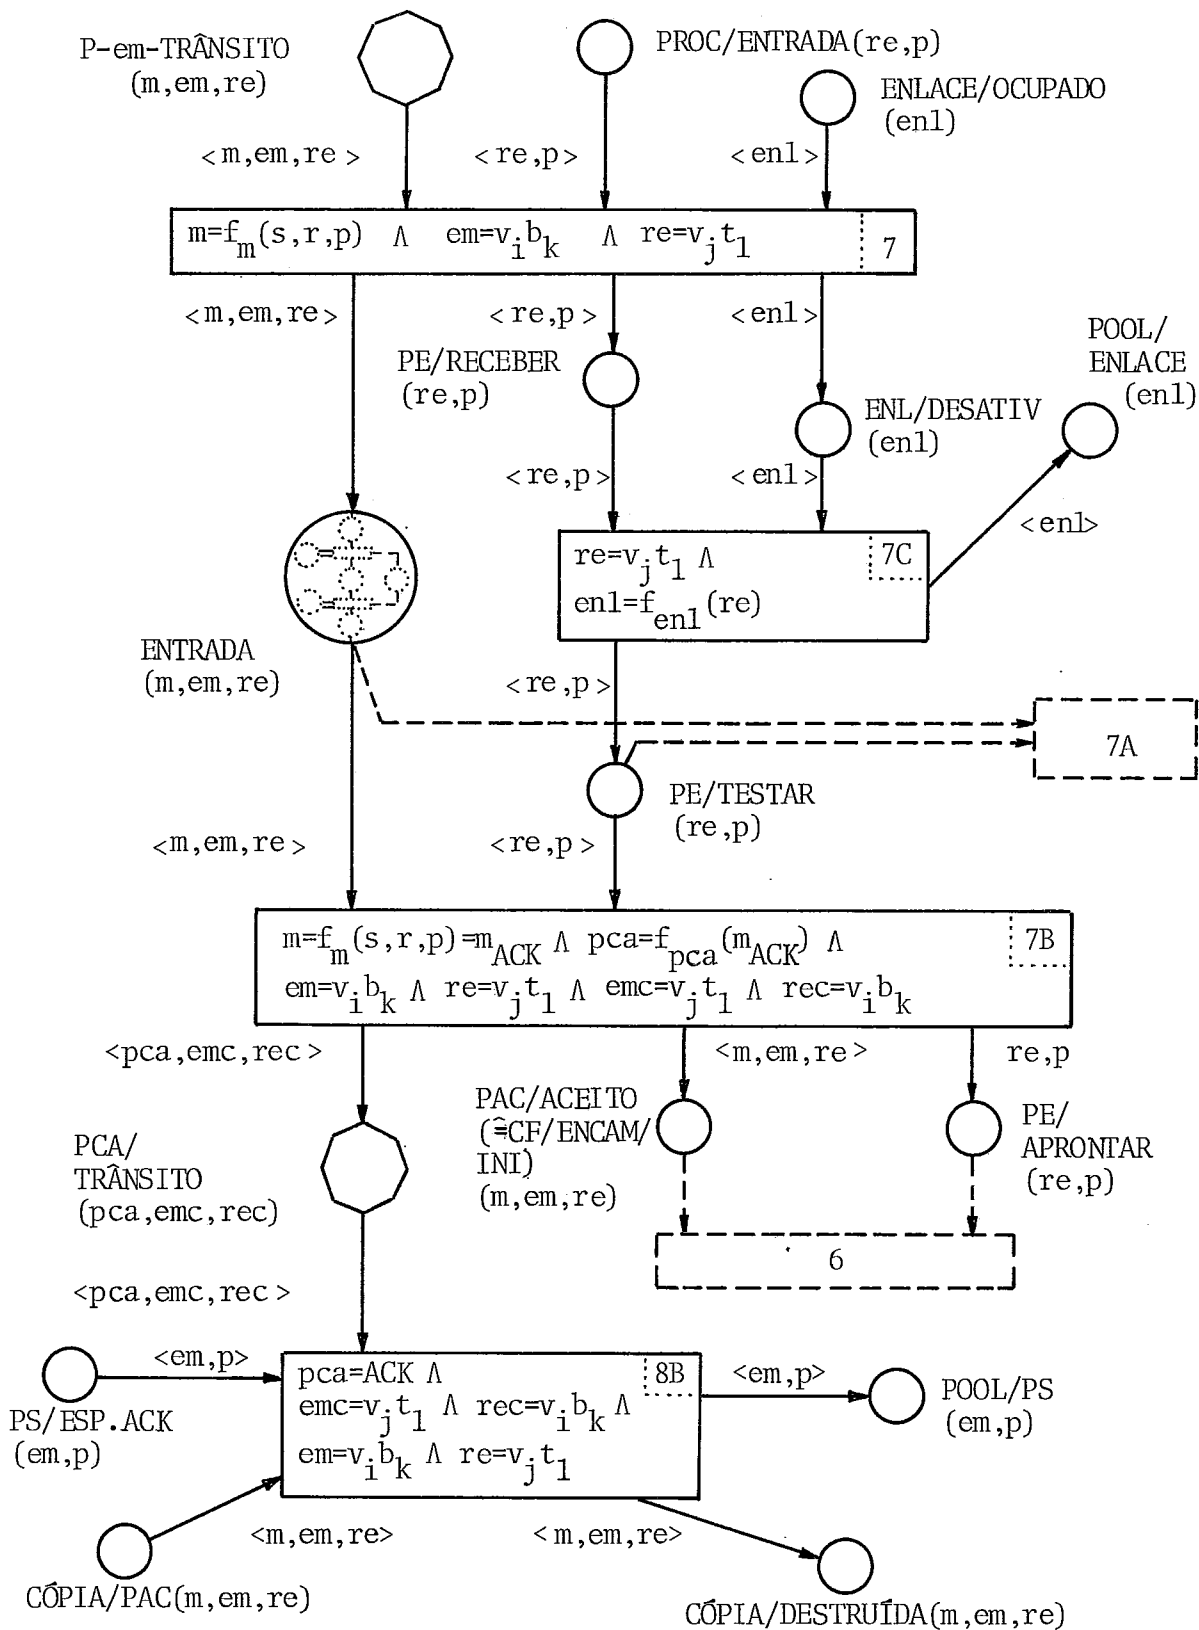 P-em-TRÂNSITO
(m,em,re)
PROC/ENTRADA(re,p)
ENLACE/OCUPADO
(enl)
<m,em,re>
<re,p>
<enl>
m=f_m(s,r,p) Λ em=v_i b_k Λ re=v_j t_l
7
<m,em,re>
<re,p>
<enl>
POOL/
ENLACE
(enl)
PE/RECEBER
(re,p)
ENL/DESATIV
(enl)
<re,p>
<enl>
<enl>
re=v_j t_l Λ
7C
enl=f_enl(re)
ENTRADA
(m,em,re)
<re,p>
7A
PE/TESTAR
(re,p)
<m,em,re>
<re,p>
m=f_m(s,r,p)=m_ACK Λ pca=f_pca(m_ACK) Λ
7B
em=v_i b_k Λ re=v_j t_l Λ emc=v_j t_l Λ rec=v_i b_k
<pca,emc,rec>
<m,em,re>
re,p
PAC/ACEITO
(≙CF/ENCAM/
INI)
(m,em,re)
PE/
APRONTAR
(re,p)
PCA/
TRÂNSITO
(pca,emc,rec)
6
<pca,emc,rec>
<em,p>
pca=ACK Λ
8B
emc=v_j t_l Λ rec=v_i b_k Λ
em=v_i b_k Λ re=v_j t_l
<em,p>
PS/ESP.ACK
(em,p)
POOL/PS
(em,p)
<m,em,re>
<m,em,re>
CÓPIA/PAC(m,em,re)
CÓPIA/DESTRUÍDA(m,em,re)